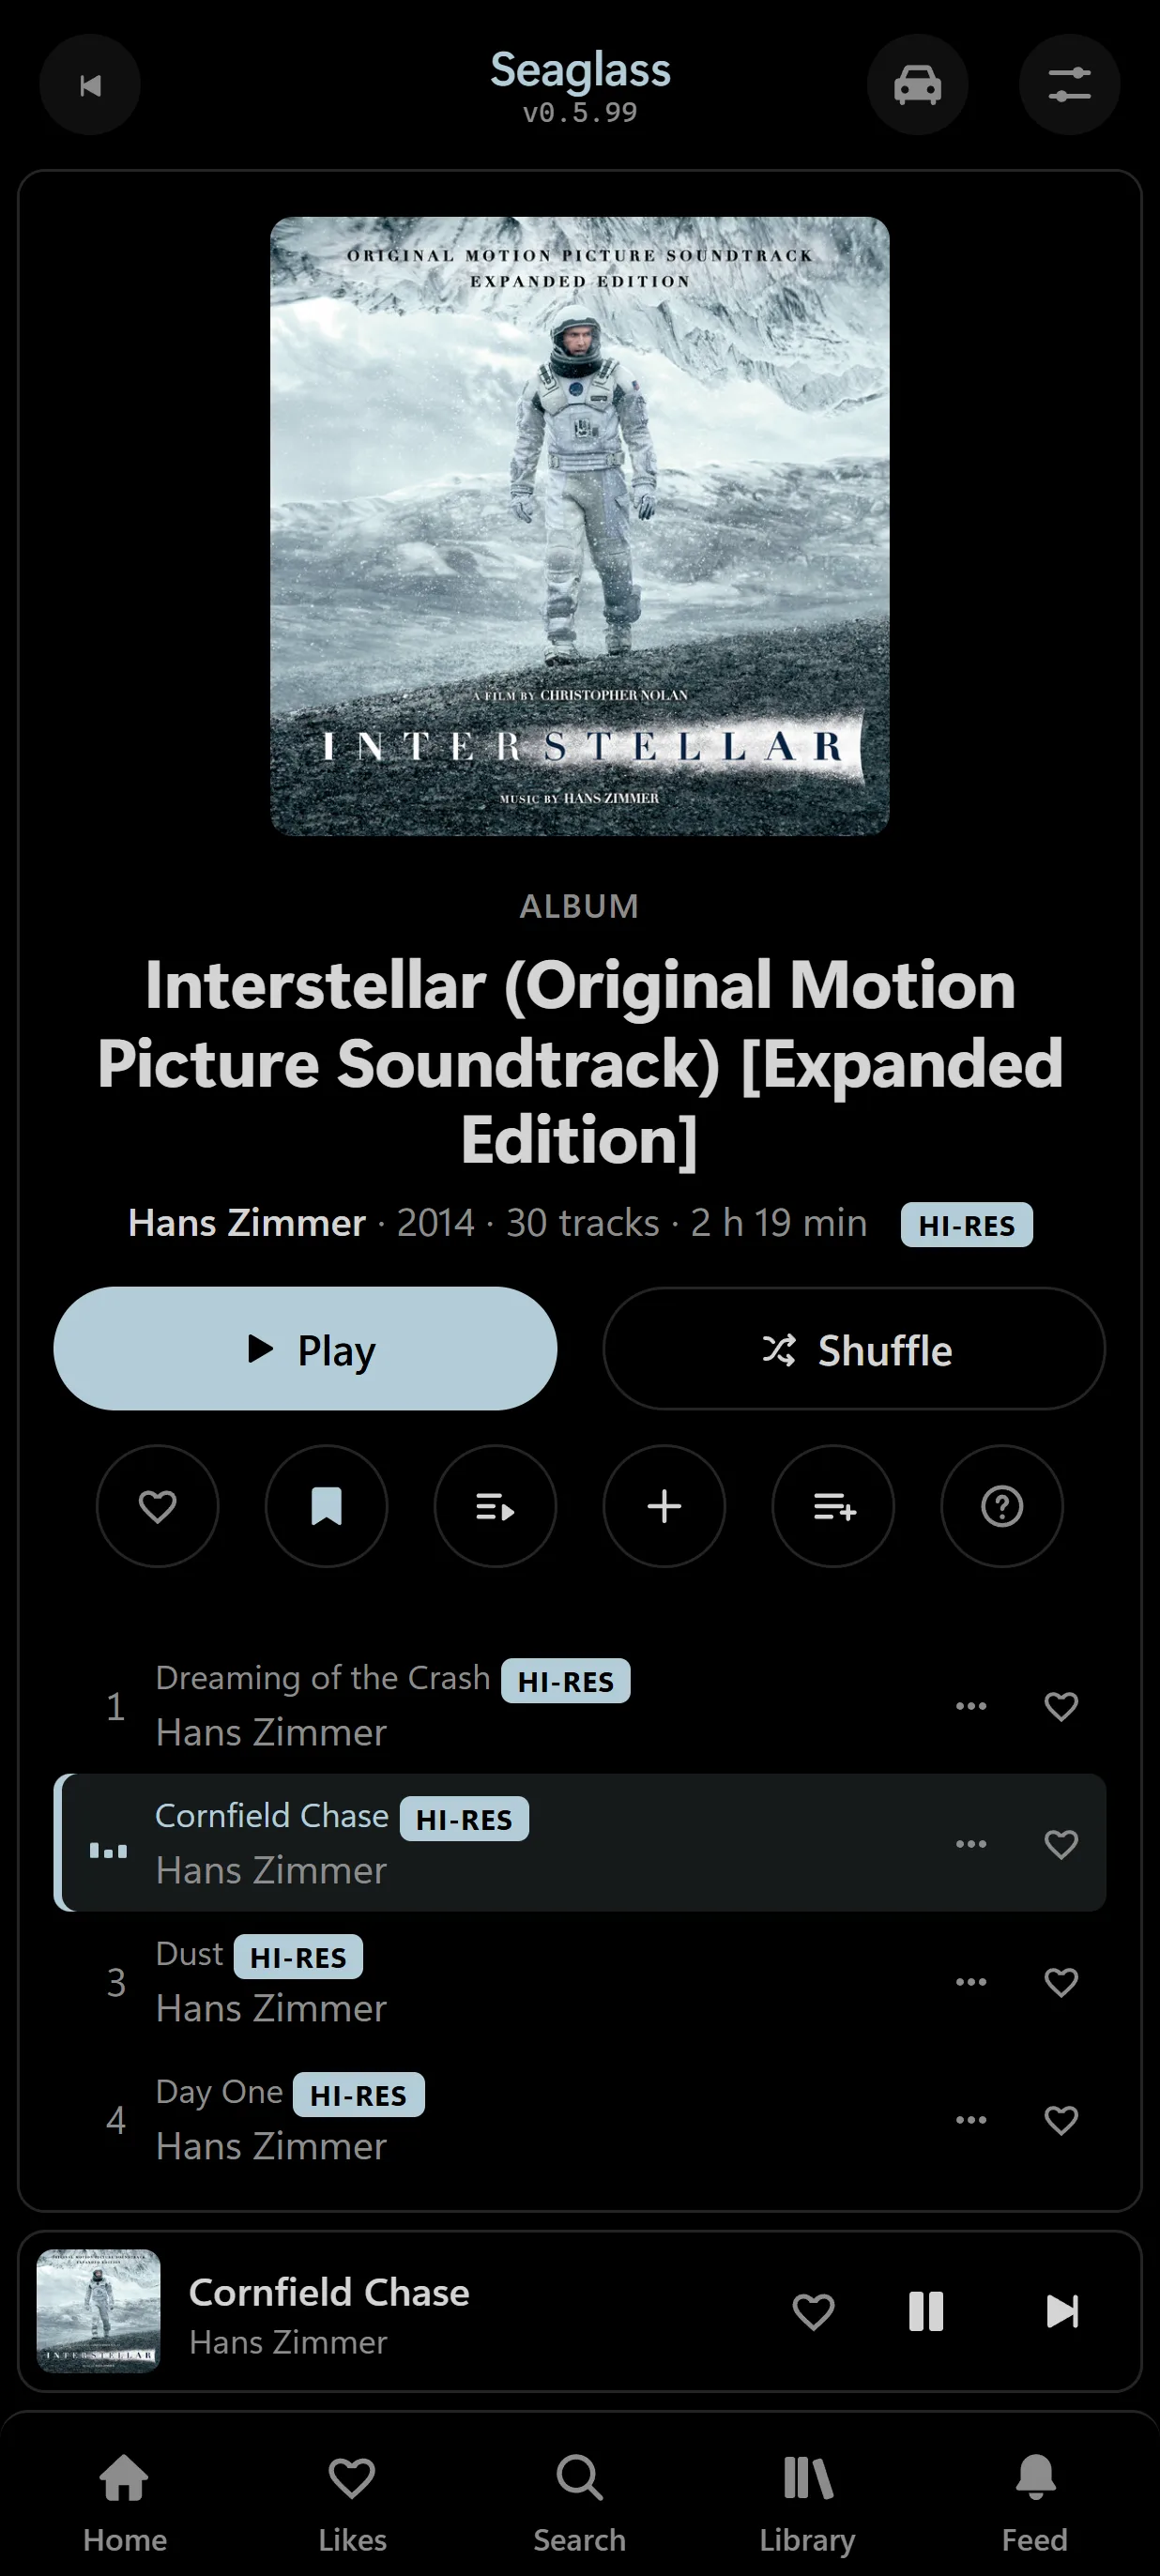 Seaglass
v0.5.99
ORIGINAL MOTION PICTURE SOUNDTRACK
EXPANDED EDITION
A FILM BY CHRISTOPHER NOLAN
INTERSTELLAR
MUSIC BY HANS ZIMMER
ALBUM
Interstellar (Original Motion
Picture Soundtrack) [Expanded
Edition]
Hans Zimmer · 2014 · 30 tracks · 2 h 19 min HI-RES
Play
Shuffle
1
Dreaming of the Crash HI-RES
Hans Zimmer
Cornfield Chase HI-RES
Hans Zimmer
3
Dust HI-RES
Hans Zimmer
4
Day One HI-RES
Hans Zimmer
INTERSTELLAR
Cornfield Chase
Hans Zimmer
Home
Likes
Search
Library
Feed